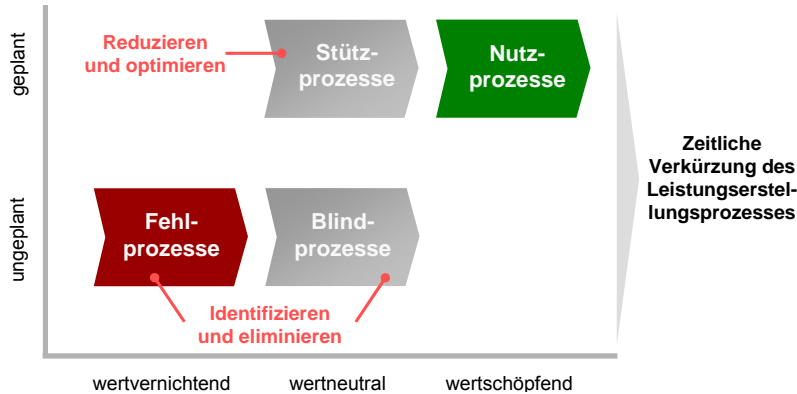 geplant
Reduzieren
und optimieren
Stütz-
prozesse
Nutz-
prozesse
Zeitliche
Verkürzung des
Leistungserstel-
lungsprozesses
ungeplant
Fehl-
prozesse
Blind-
prozesse
Identifizieren
und eliminieren
wertvernichtend
wertneutral
wertschöpfend